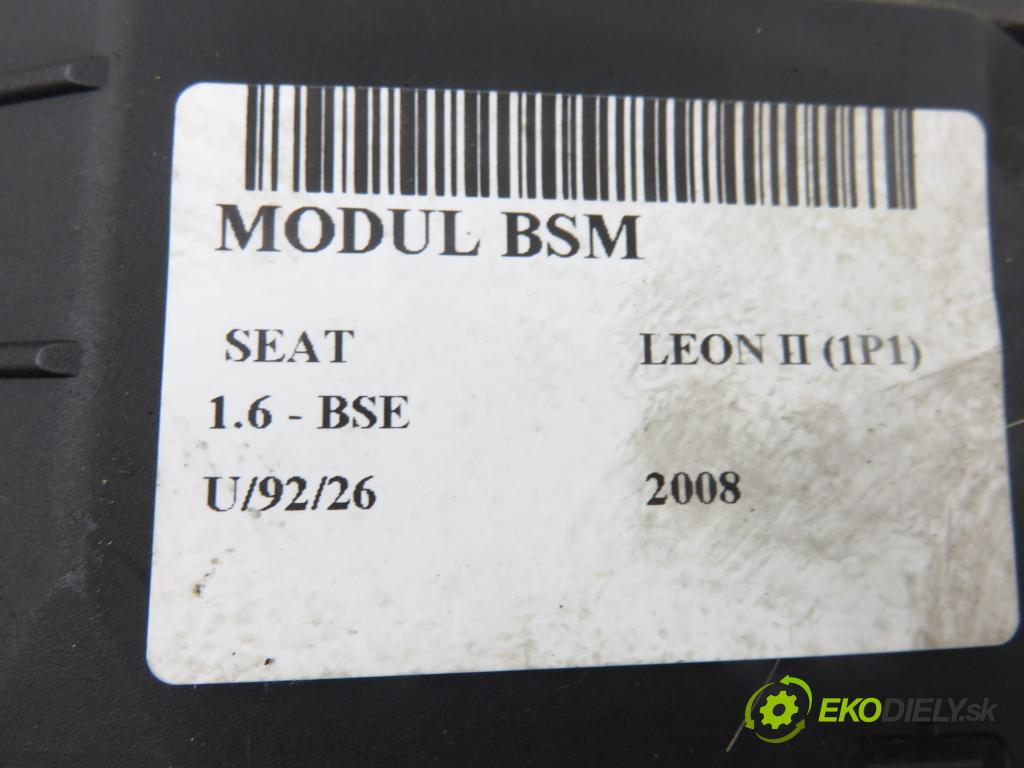 MODUL BSM
SEAT LEON II (1P1)
1.6 - BSE
U/92/26 2008
EKODIELY.sk